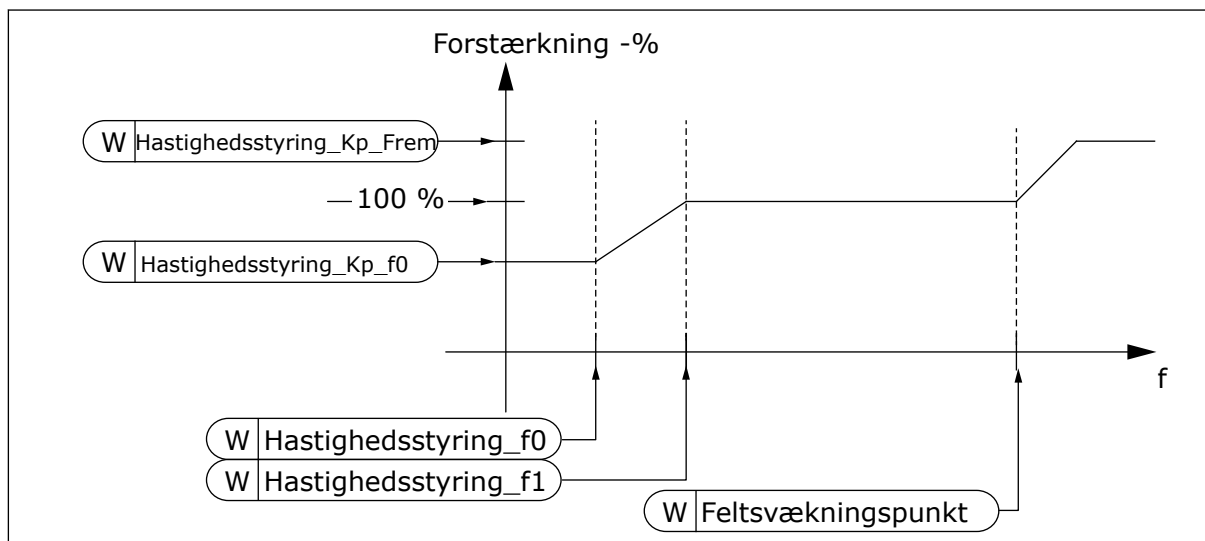 Forstærkning -%
W Hastighedsstyring_Kp_Frem
100 %
W Hastighedsstyring_Kp_f0
f
W Hastighedsstyring_f0
W Hastighedsstyring_f1
W Feltsvækningspunkt